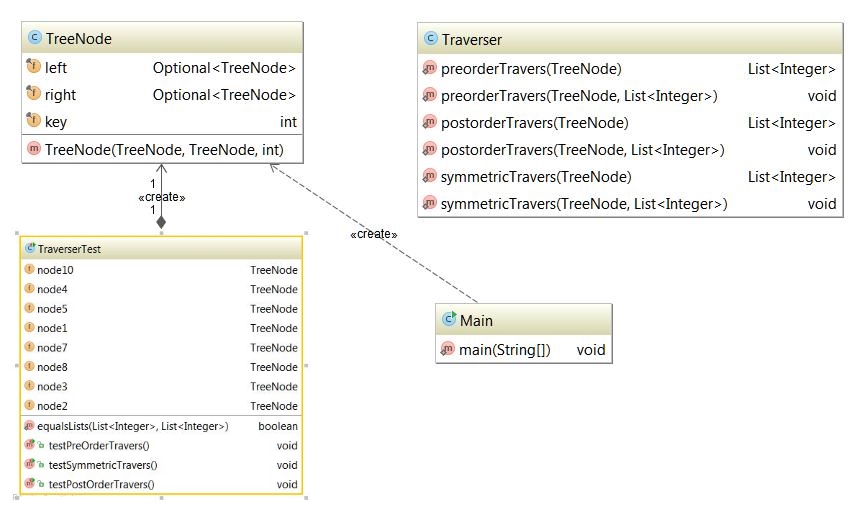 TreeNode
left Optional<TreeNode>
right Optional<TreeNode>
key int
TreeNode(TreeNode, TreeNode, int)
1
«create»
1
TraverserTest
node10 TreeNode
node4 TreeNode
node5 TreeNode
node1 TreeNode
node7 TreeNode
node8 TreeNode
node3 TreeNode
node2 TreeNode
equalsLists(List<Integer>, List<Integer>) boolean
testPreOrderTravers() void
testSymmetricTravers() void
testPostOrderTravers() void
Traverser
preorderTravers(TreeNode) List<Integer>
preorderTravers(TreeNode, List<Integer>) void
postorderTravers(TreeNode) List<Integer>
postorderTravers(TreeNode, List<Integer>) void
symmetricTravers(TreeNode) List<Integer>
symmetricTravers(TreeNode, List<Integer>) void
«create»
Main
main(String[]) void